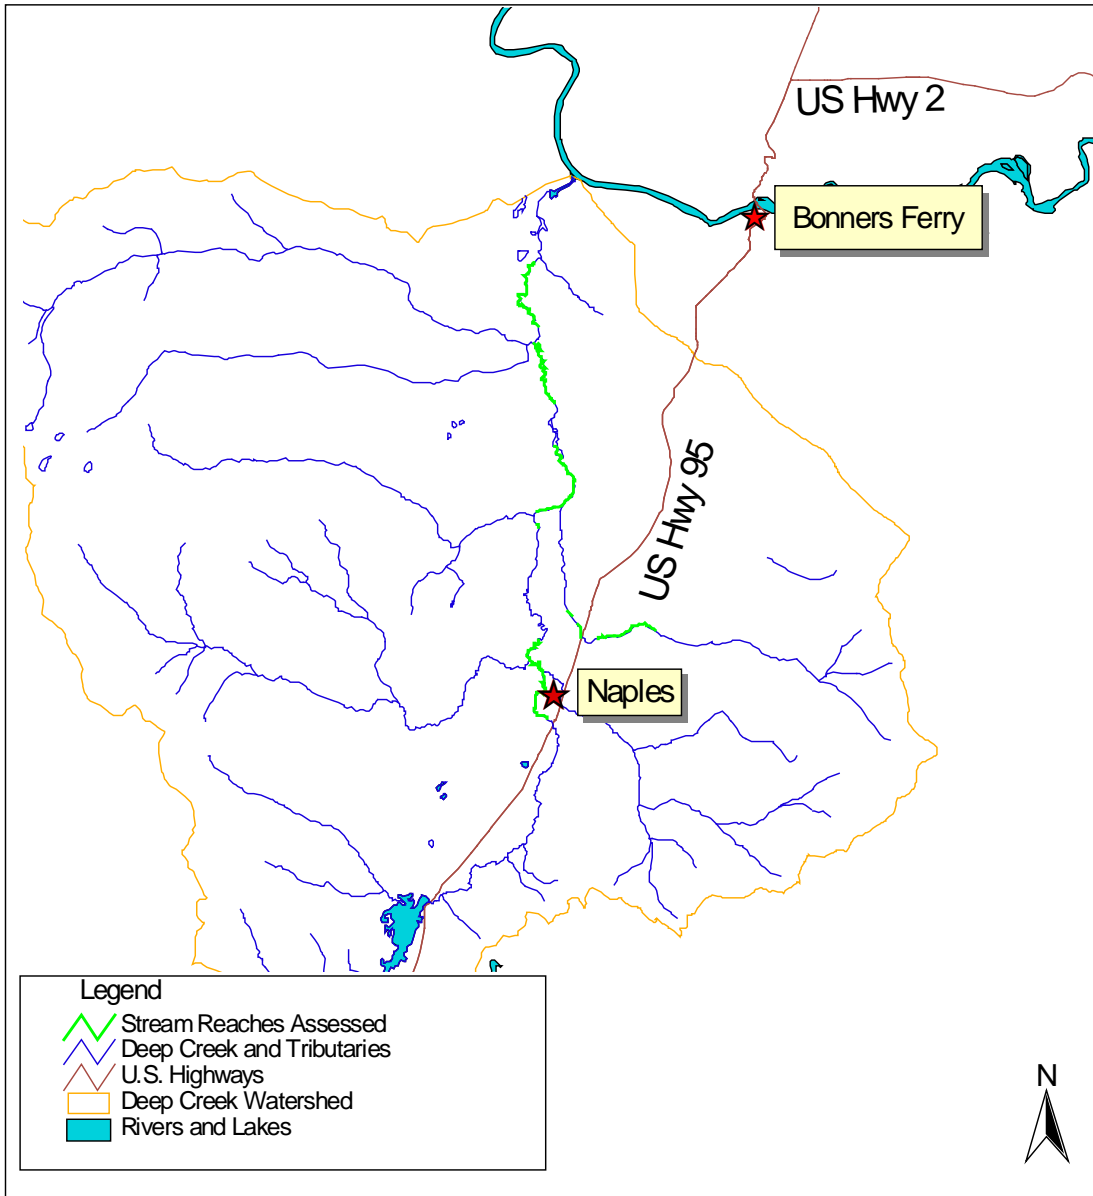 US Hwy 2
Bonners Ferry
US Hwy 95
Naples
Legend
Stream Reaches Assessed
Deep Creek and Tributaries
U.S. Highways
Deep Creek Watershed
Rivers and Lakes
N